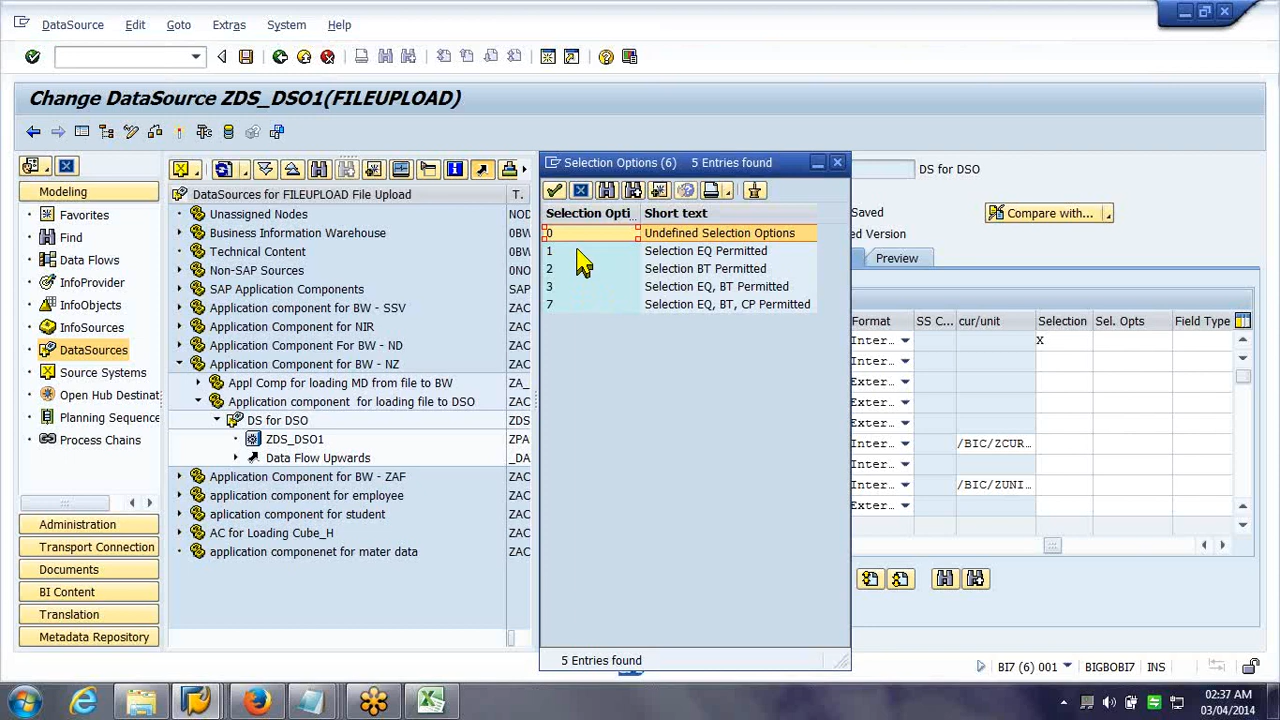 DataSource Edit Goto Extras System Help
Change DataSource ZDS_DSO1(FILEUPLOAD)
Modeling
Favorites
Find
Data Flows
InfoProvider
InfoObjects
InfoSources
DataSources
Source Systems
Open Hub Destinat
Planning Sequence
Process Chains
Administration
Transport Connection
Documents
BI Content
Translation
Metadata Repository
DataSources for FILEUPLOAD File Upload T.
Unassigned Nodes NOD
Business Information Warehouse 0BW
Technical Content 0BW
Non-SAP Sources 0NO
SAP Application Components SAP
Application component for BW - SSV ZAC
Application Component for NIR ZAC
Application Component For BW - ND ZAC
Application Component for BW - NZ ZAC
Appl Comp for loading MD from file to BW ZA_
Application component for loading file to DSO ZAC
DS for DSO ZDS
ZDS_DSO1 ZPA
Data Flow Upwards _DA
Application Component for BW - ZAF ZAC
application Component for employee ZAC
aplication Component for student ZAC
AC for Loading Cube_H ZAC
application componenet for mater data ZAC
Selection Options (6) 5 Entries found
Selection Opti... Short text
0 Undefined Selection Options
1 Selection EQ Permitted
2 Selection BT Permitted
3 Selection EQ, BT Permitted
7 Selection EQ, BT, CP Permitted
5 Entries found
DS for DSO
Saved
Compare with...
ed Version
Preview
Format SS C... cur/unit Selection Sel. Opts Field Type
Inter... X
Inter...
Exter...
Exter...
Exter...
Inter... /BIC/ZCUR...
Inter...
Inter... /BIC/ZUNI...
Exter...
BI7 (6) 001 BIGBOBI7 INS
02:37 AM
03/04/2014